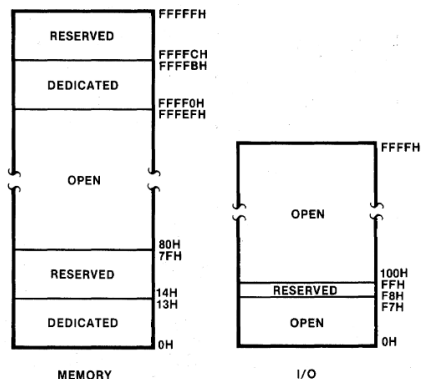 FFFFFH
RESERVED
FFFFCH
FFFFBH
DEDICATED
FFFF0H
FFFEFH
OPEN
80H
7FH
RESERVED
14H
13H
DEDICATED
0H
MEMORY
FFFFH
OPEN
100H
FFH
RESERVED
F8H
F7H
OPEN
0H
I/O